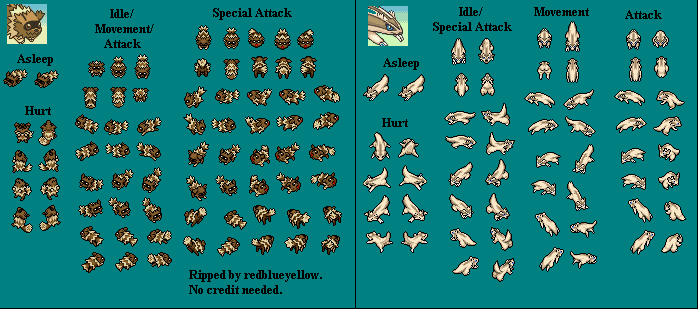 Idle/
Movement/
Attack
Special Attack
Asleep
Hurt
Ripped by redblueyellow.
No credit needed.
Idle/
Special Attack
Movement
Attack
Asleep
Hurt